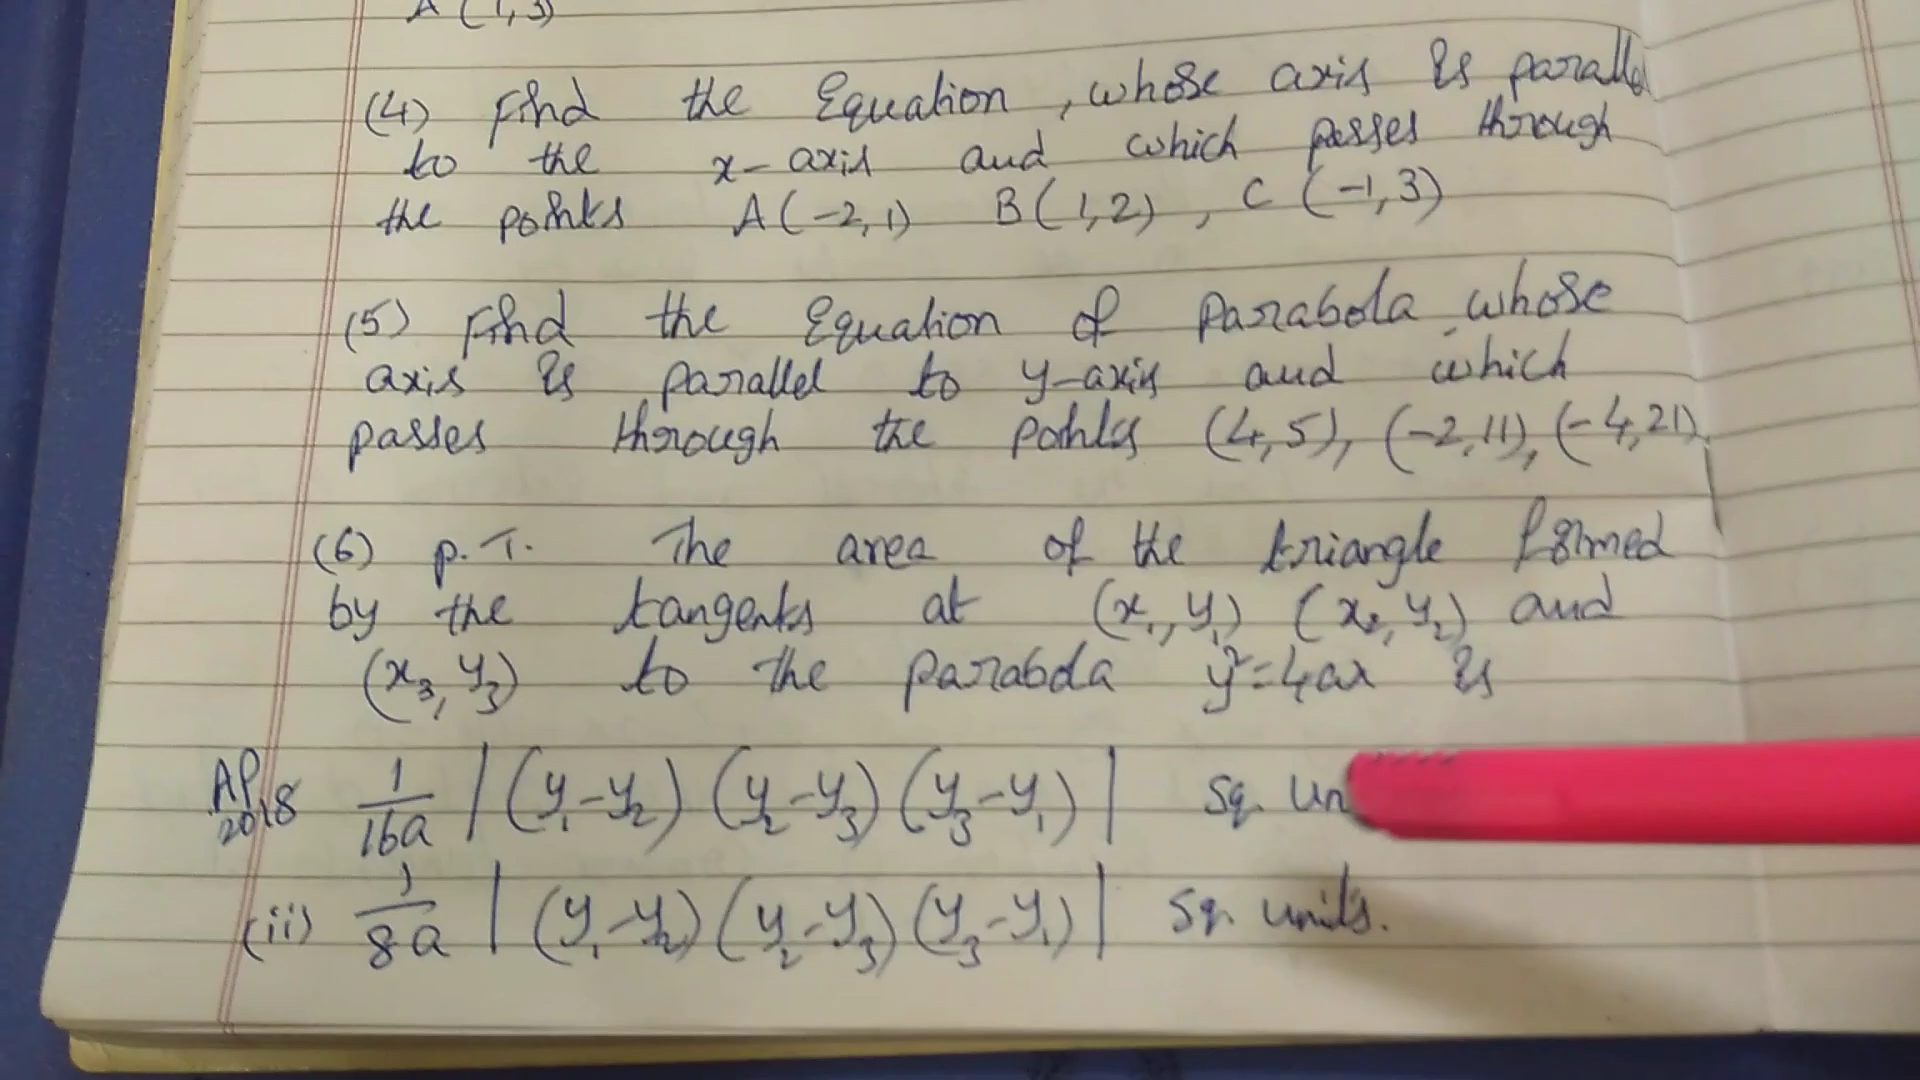 A (1, 3)
(4) Find the Equation, whose axis is parallel
to the x-axis and which passes through
the points A(-2,1) B(1,2), C (-1,3)
(5) Find the Equation of Parabola whose
axis is parallel to y-axis and which
passes through the points (4,5), (-2,11), (-4,21).
(6) P.T. The area of the triangle formed
by the tangents at (x₁, y₁) (x₂, y₂) and
(x₃, y₃) to the parabola y²=4ax is
AP 2018 1/16a |(y₁-y₂) (y₂-y₃) (y₃-y₁)| Sq. un
(ii) 1/8a |(y₁-y₂) (y₂-y₃) (y₃-y₁)| Sq. units.